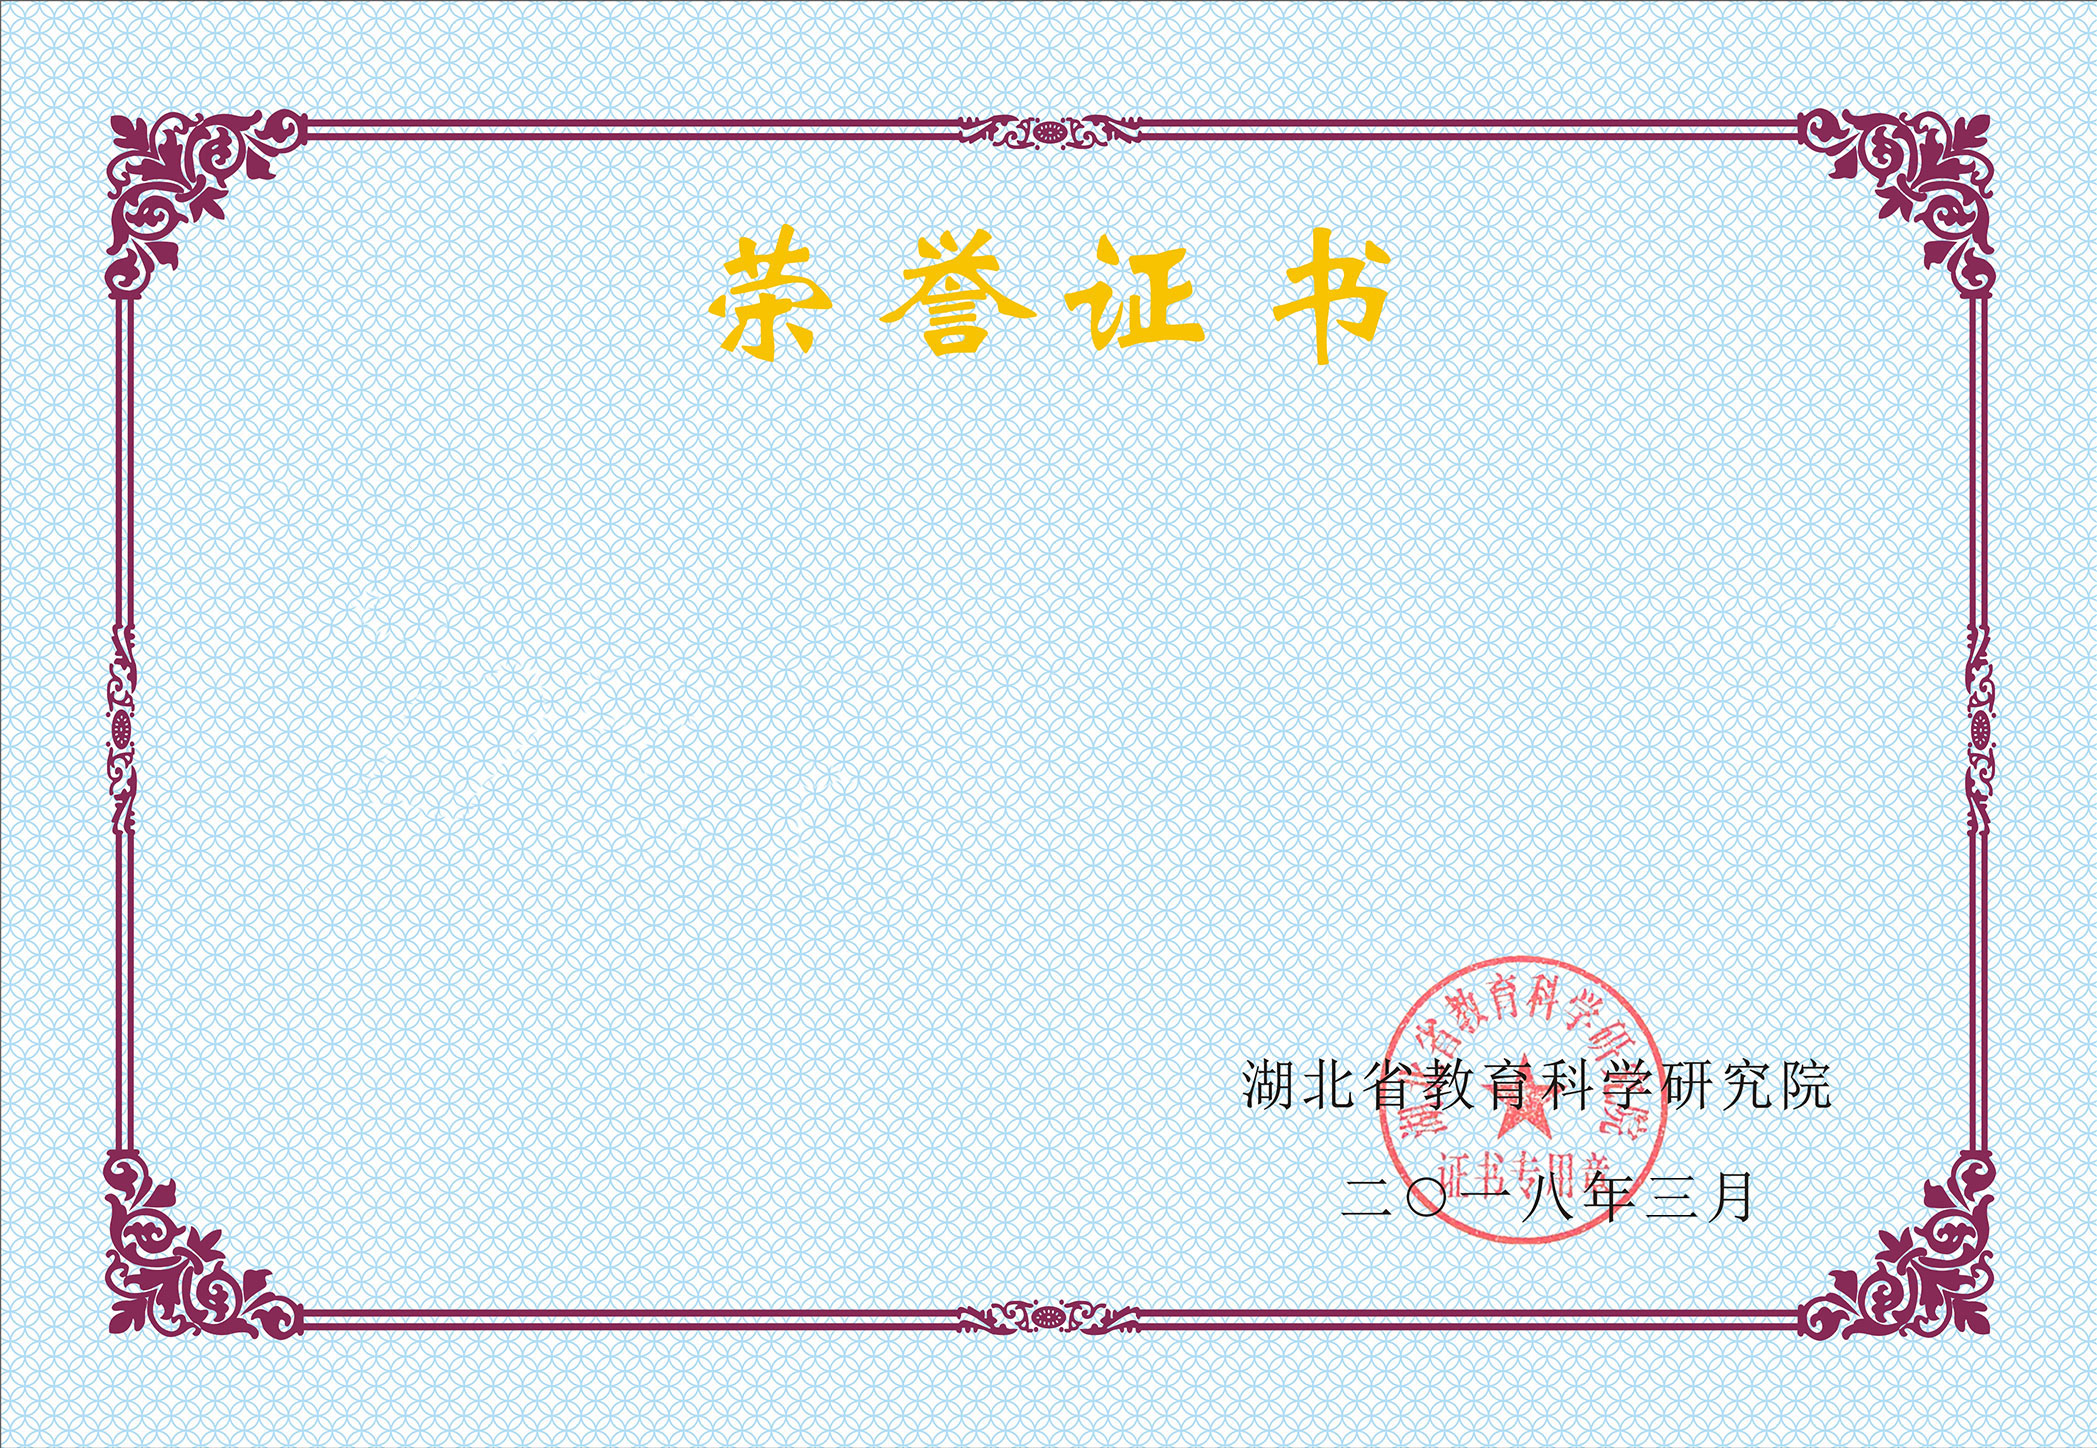 荣誉证书
湖北省教育科学研究院
湖北省教育科学研究院
证书专用章
二〇一八年三月